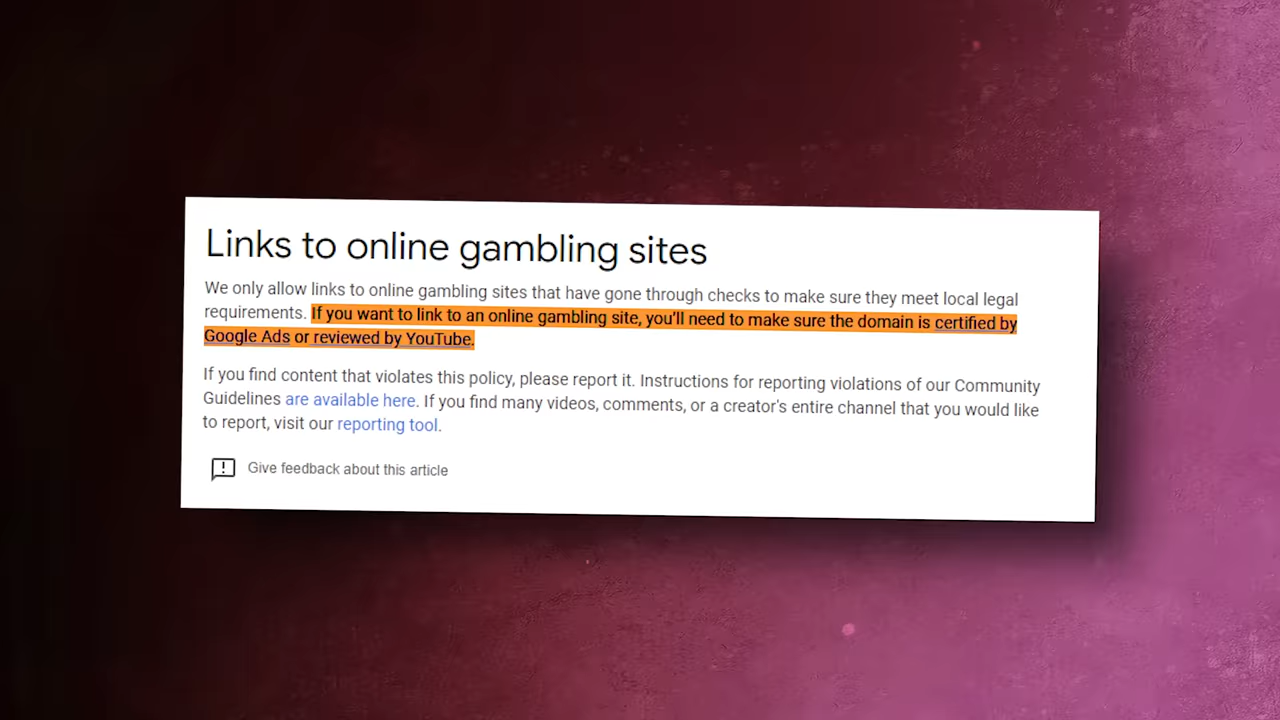 Links to online gambling sites
We only allow links to online gambling sites that have gone through checks to make sure they meet local legal
requirements. If you want to link to an online gambling site, you’ll need to make sure the domain is certified by
Google Ads or reviewed by YouTube.
If you find content that violates this policy, please report it. Instructions for reporting violations of our Community
Guidelines are available here. If you find many videos, comments, or a creator's entire channel that you would like
to report, visit our reporting tool.
Give feedback about this article